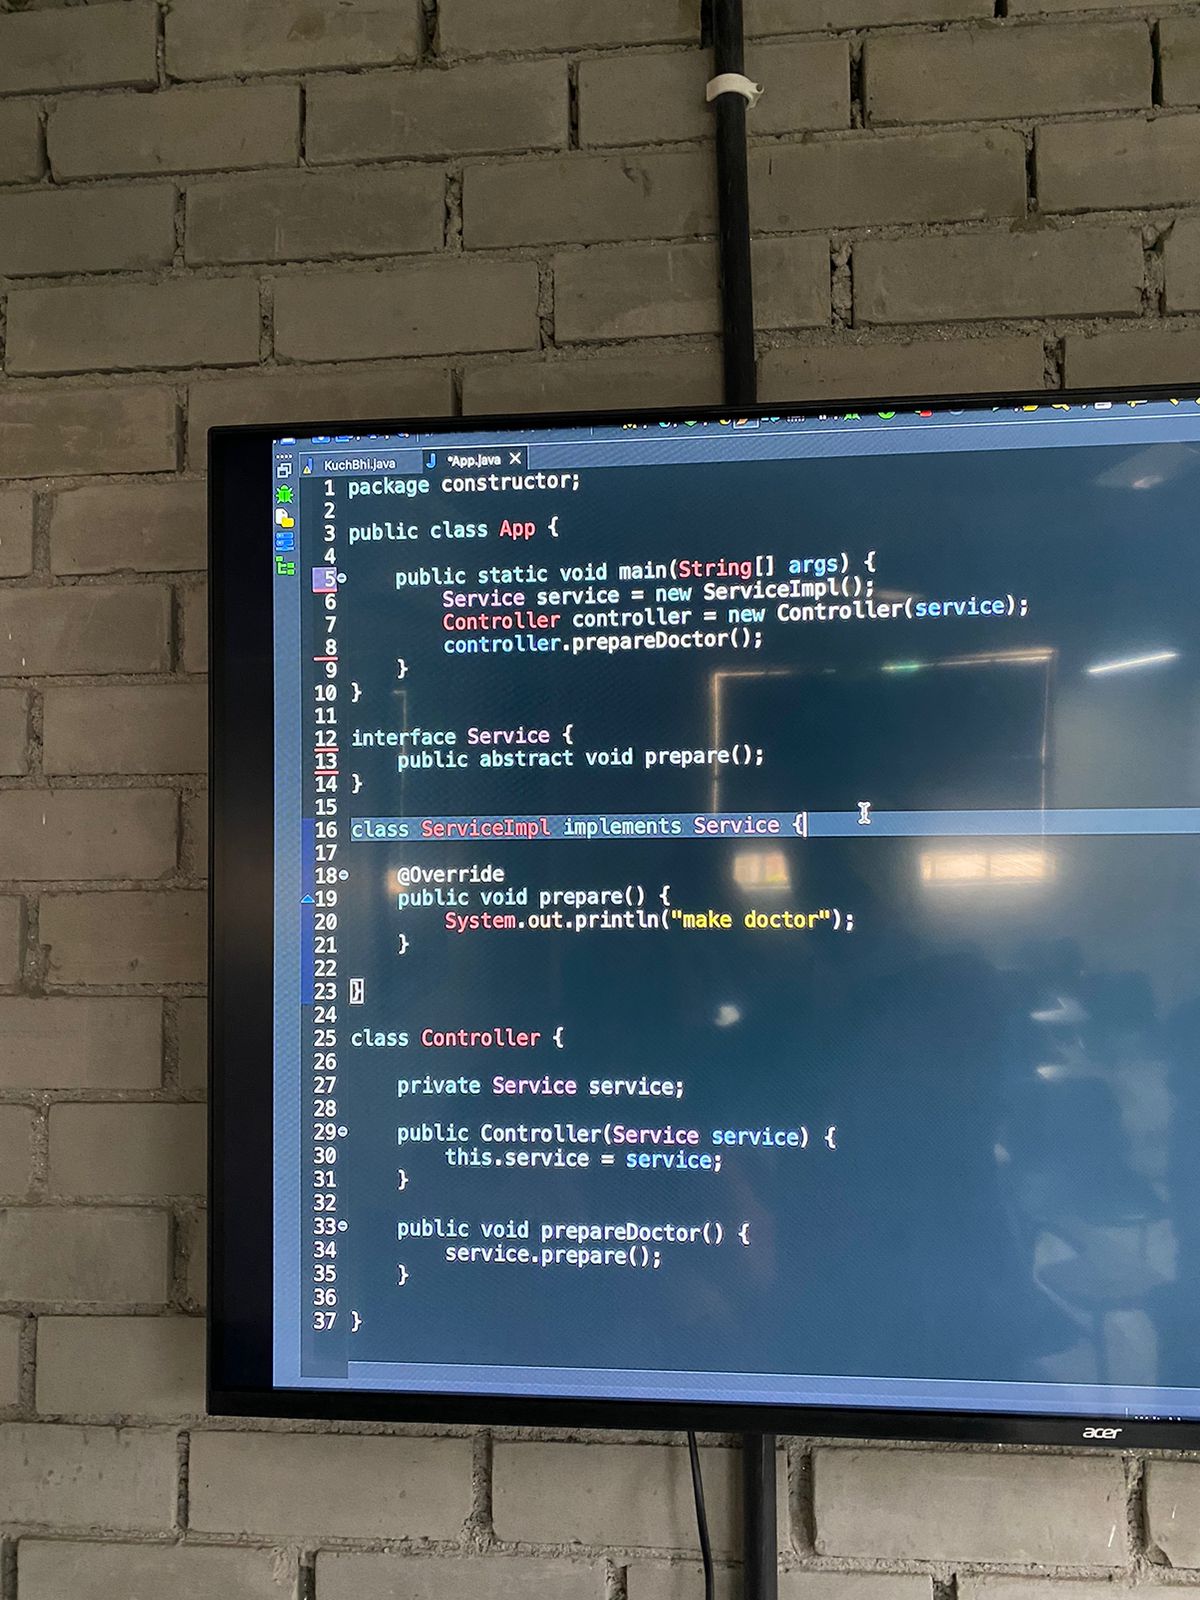 KuchBhi.java *App.java
1 package constructor;
2
3 public class App {
4
5 public static void main(String[] args) {
6 Service service = new ServiceImpl();
7 Controller controller = new Controller(service);
8 controller.prepareDoctor();
9 }
10 }
11
12 interface Service {
13 public abstract void prepare();
14 }
15
16 class ServiceImpl implements Service {
17
18 @Override
19 public void prepare() {
20 System.out.println("make doctor");
21 }
22
23 }
24
25 class Controller {
26
27 private Service service;
28
29 public Controller(Service service) {
30 this.service = service;
31 }
32
33 public void prepareDoctor() {
34 service.prepare();
35 }
36
37 }
acer